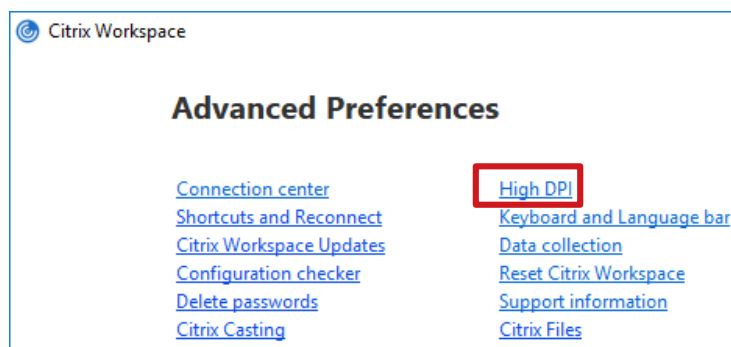 Citrix Workspace
Advanced Preferences
Connection center
High DPI
Shortcuts and Reconnect
Keyboard and Language bar
Citrix Workspace Updates
Data collection
Configuration checker
Reset Citrix Workspace
Delete passwords
Support information
Citrix Casting
Citrix Files